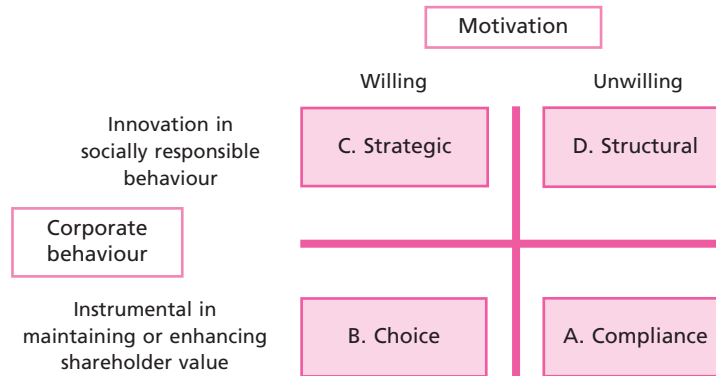 Motivation
Willing
Unwilling
Innovation in
socially responsible
behaviour
C. Strategic
D. Structural
Corporate
behaviour
Instrumental in
maintaining or enhancing
shareholder value
B. Choice
A. Compliance